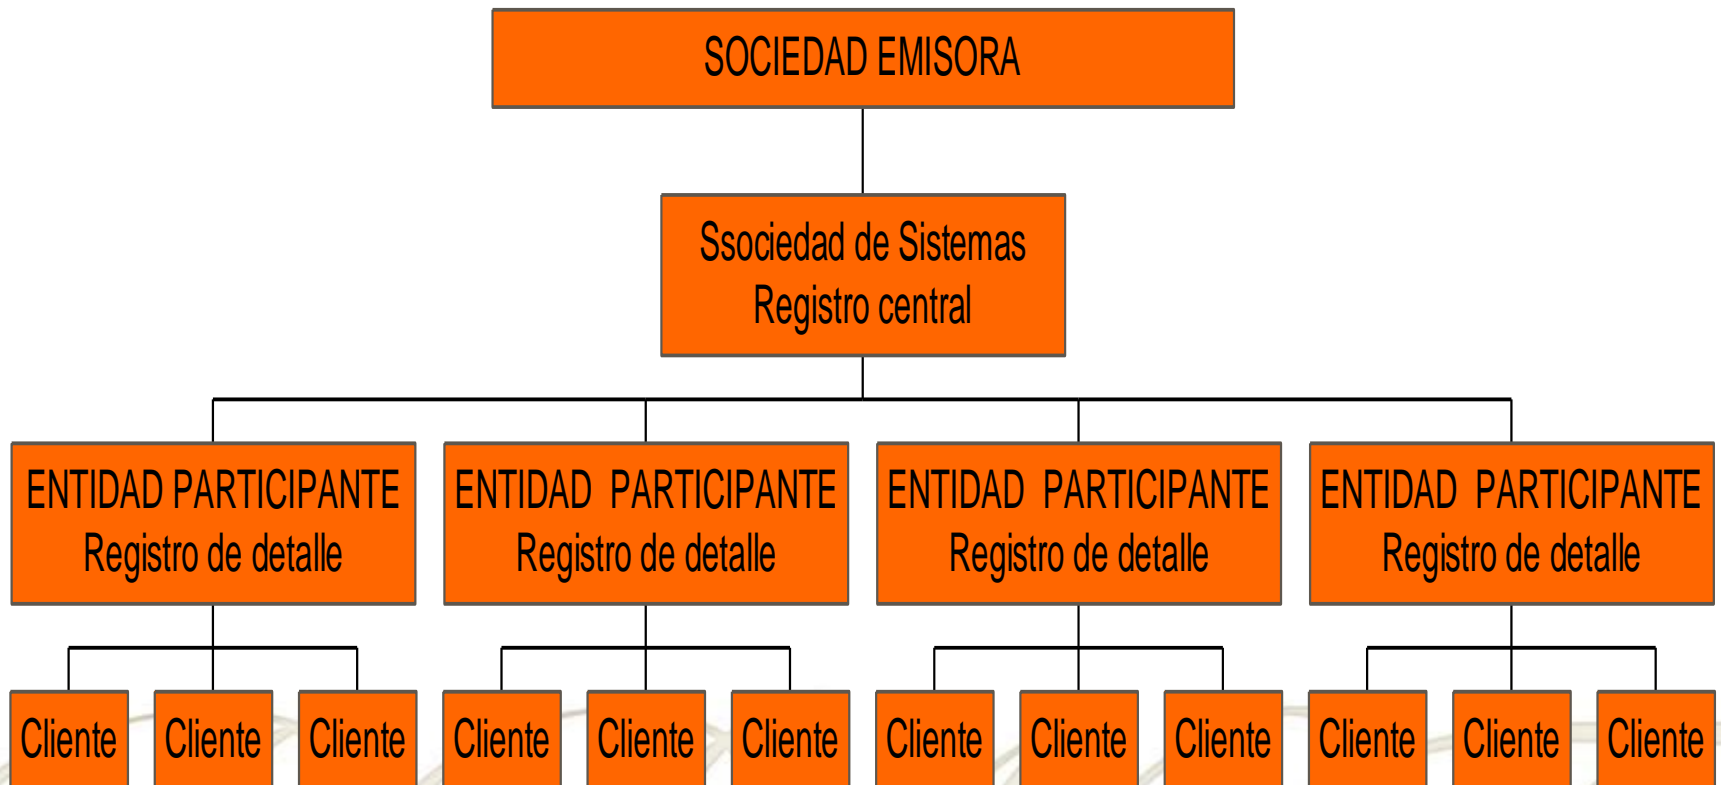 SOCIEDAD EMISORA
Ssociedad de Sistemas
Registro central
ENTIDAD PARTICIPANTE
Registro de detalle
ENTIDAD PARTICIPANTE
Registro de detalle
ENTIDAD PARTICIPANTE
Registro de detalle
ENTIDAD PARTICIPANTE
Registro de detalle
Cliente
Cliente
Cliente
Cliente
Cliente
Cliente
Cliente
Cliente
Cliente
Cliente
Cliente
Cliente